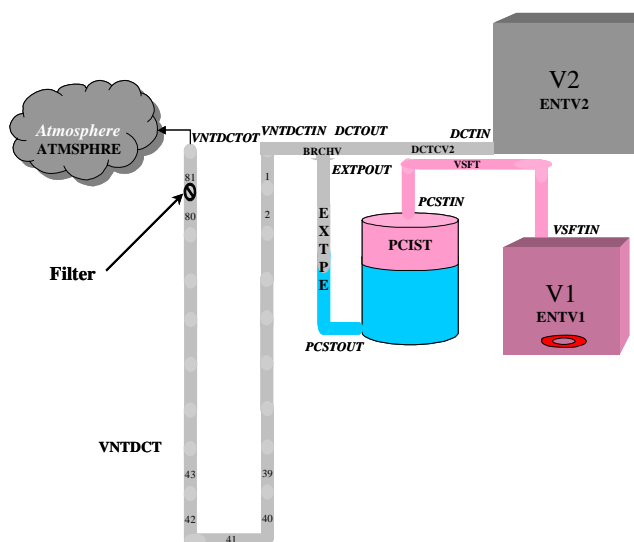 V2
ENTV2
Atmosphere
ATMSPHRE
VNTDCTOT
VNTDCTIN
DCTOUT
DCTIN
BRCHV
DCTCV2
EXTPOUT
VSFT
81
80
1
2
PCSTIN
VSFTIN
EXTPE
PCIST
Filter
V1
ENTV1
PCSTOUT
VNTDCT
43
39
42
40
41